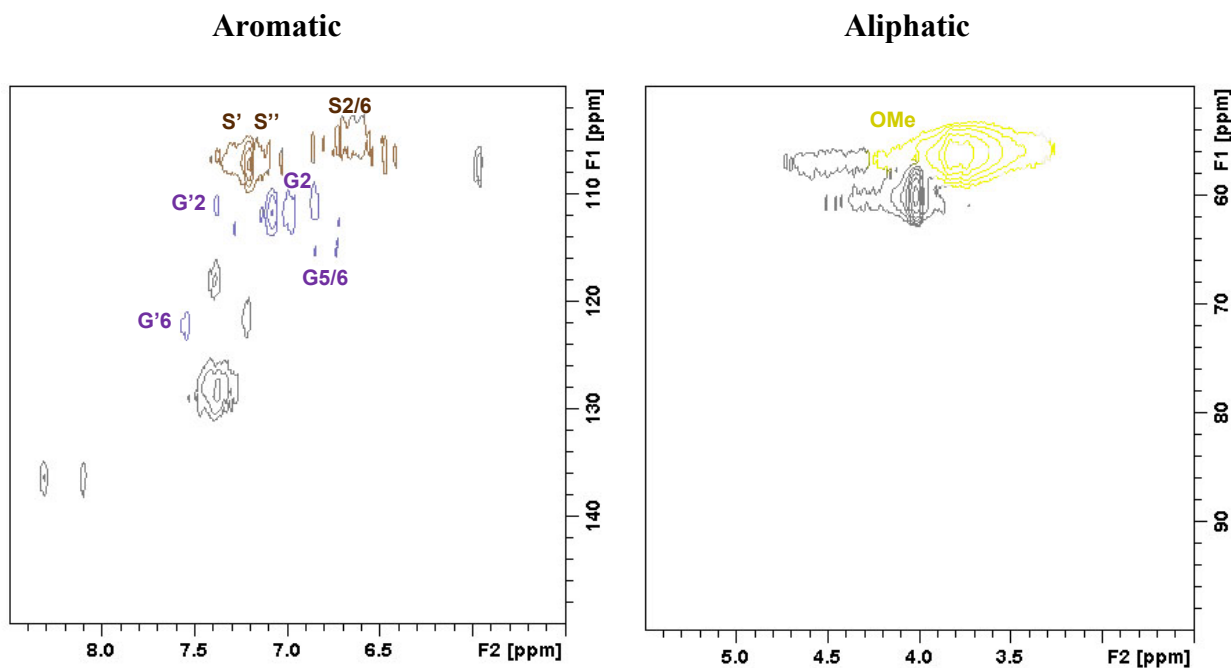 Aromatic
Aliphatic
S' S'' S2/6
G'2 G2
G5/6
G'6
F1 [ppm]
110
120
130
140
8.0 7.5 7.0 6.5 F2 [ppm]
OMe
F1 [ppm]
60
70
80
90
5.0 4.5 4.0 3.5 F2 [ppm]